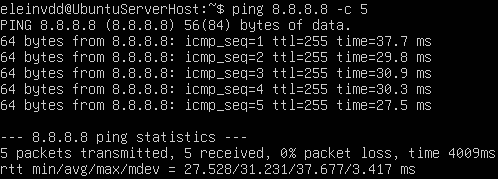 eleinvdd@UbuntuServerHost:~$ ping 8.8.8.8 -c 5
PING 8.8.8.8 (8.8.8.8) 56(84) bytes of data.
64 bytes from 8.8.8.8: icmp_seq=1 ttl=255 time=37.7 ms
64 bytes from 8.8.8.8: icmp_seq=2 ttl=255 time=29.8 ms
64 bytes from 8.8.8.8: icmp_seq=3 ttl=255 time=30.9 ms
64 bytes from 8.8.8.8: icmp_seq=4 ttl=255 time=30.3 ms
64 bytes from 8.8.8.8: icmp_seq=5 ttl=255 time=27.5 ms

--- 8.8.8.8 ping statistics ---
5 packets transmitted, 5 received, 0% packet loss, time 4009ms
rtt min/avg/max/mdev = 27.528/31.231/37.677/3.417 ms